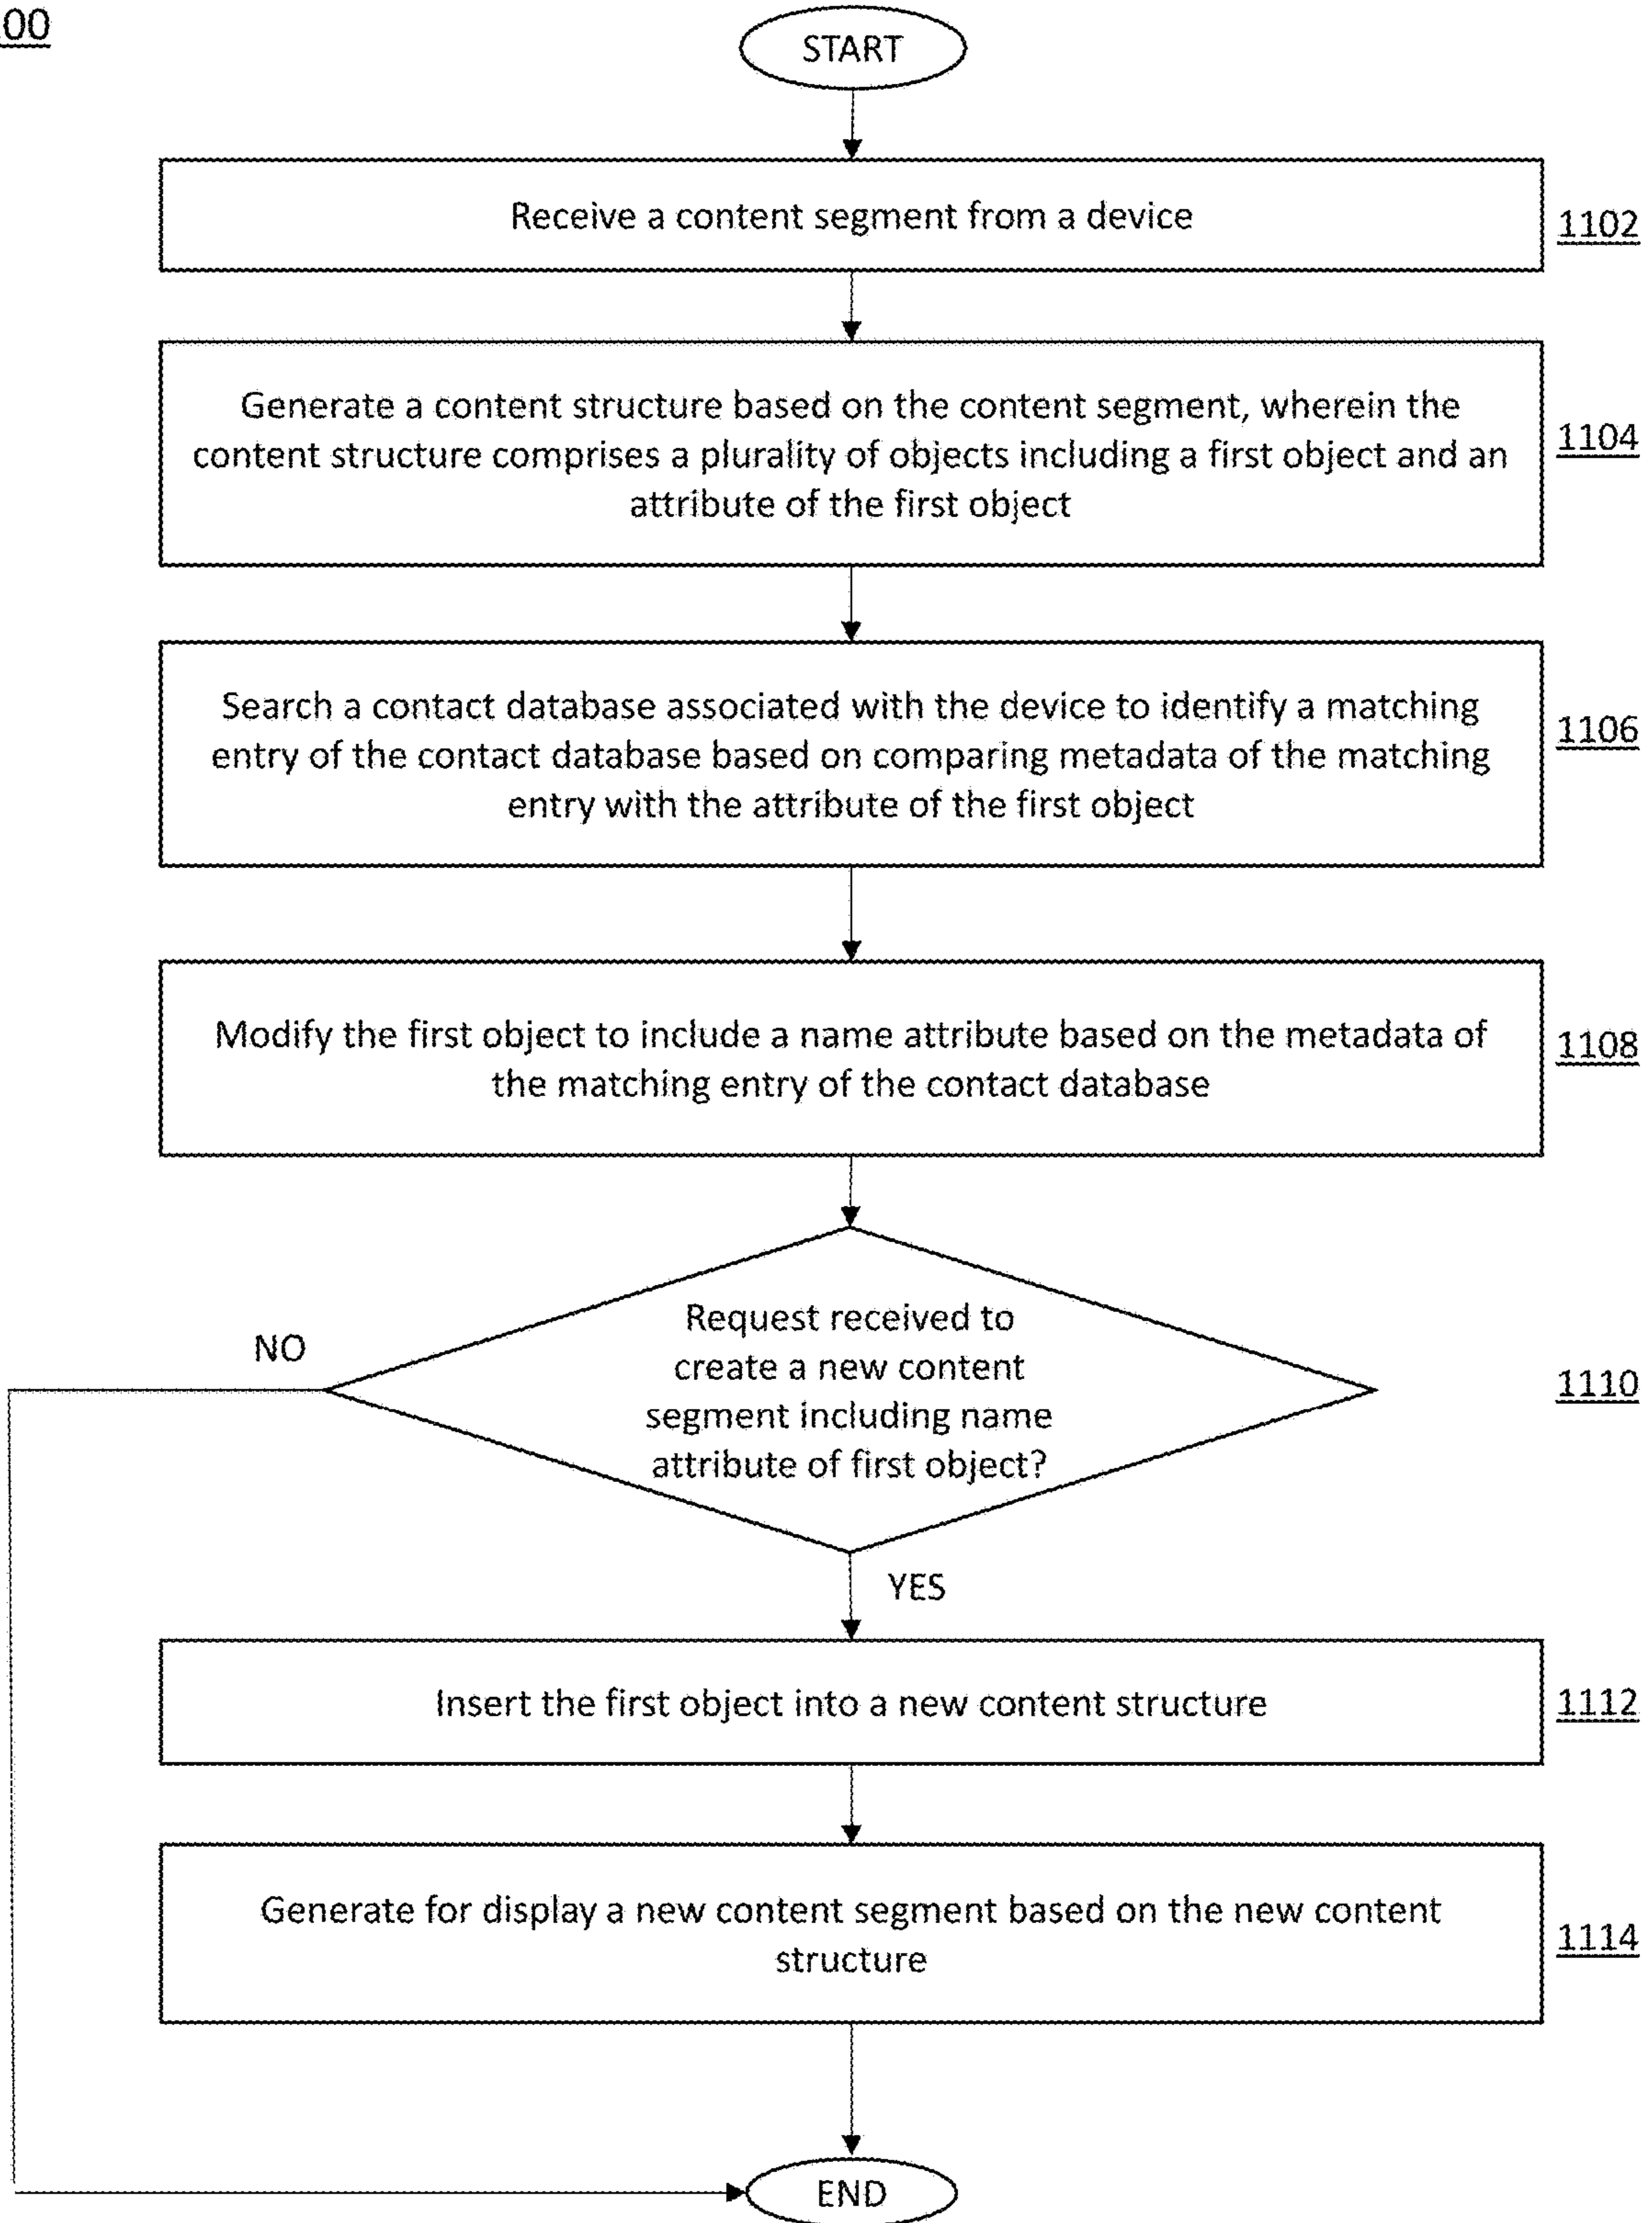 00
START
Receive a content segment from a device
1102
Generate a content structure based on the content segment, wherein the
content structure comprises a plurality of objects including a first object and an
attribute of the first object
1104
Search a contact database associated with the device to identify a matching
entry of the contact database based on comparing metadata of the matching
entry with the attribute of the first object
1106
Modify the first object to include a name attribute based on the metadata of
the matching entry of the contact database
1108
Request received to
create a new content
segment including name
attribute of first object?
NO
1110
YES
Insert the first object into a new content structure
1112
Generate for display a new content segment based on the new content
structure
1114
END